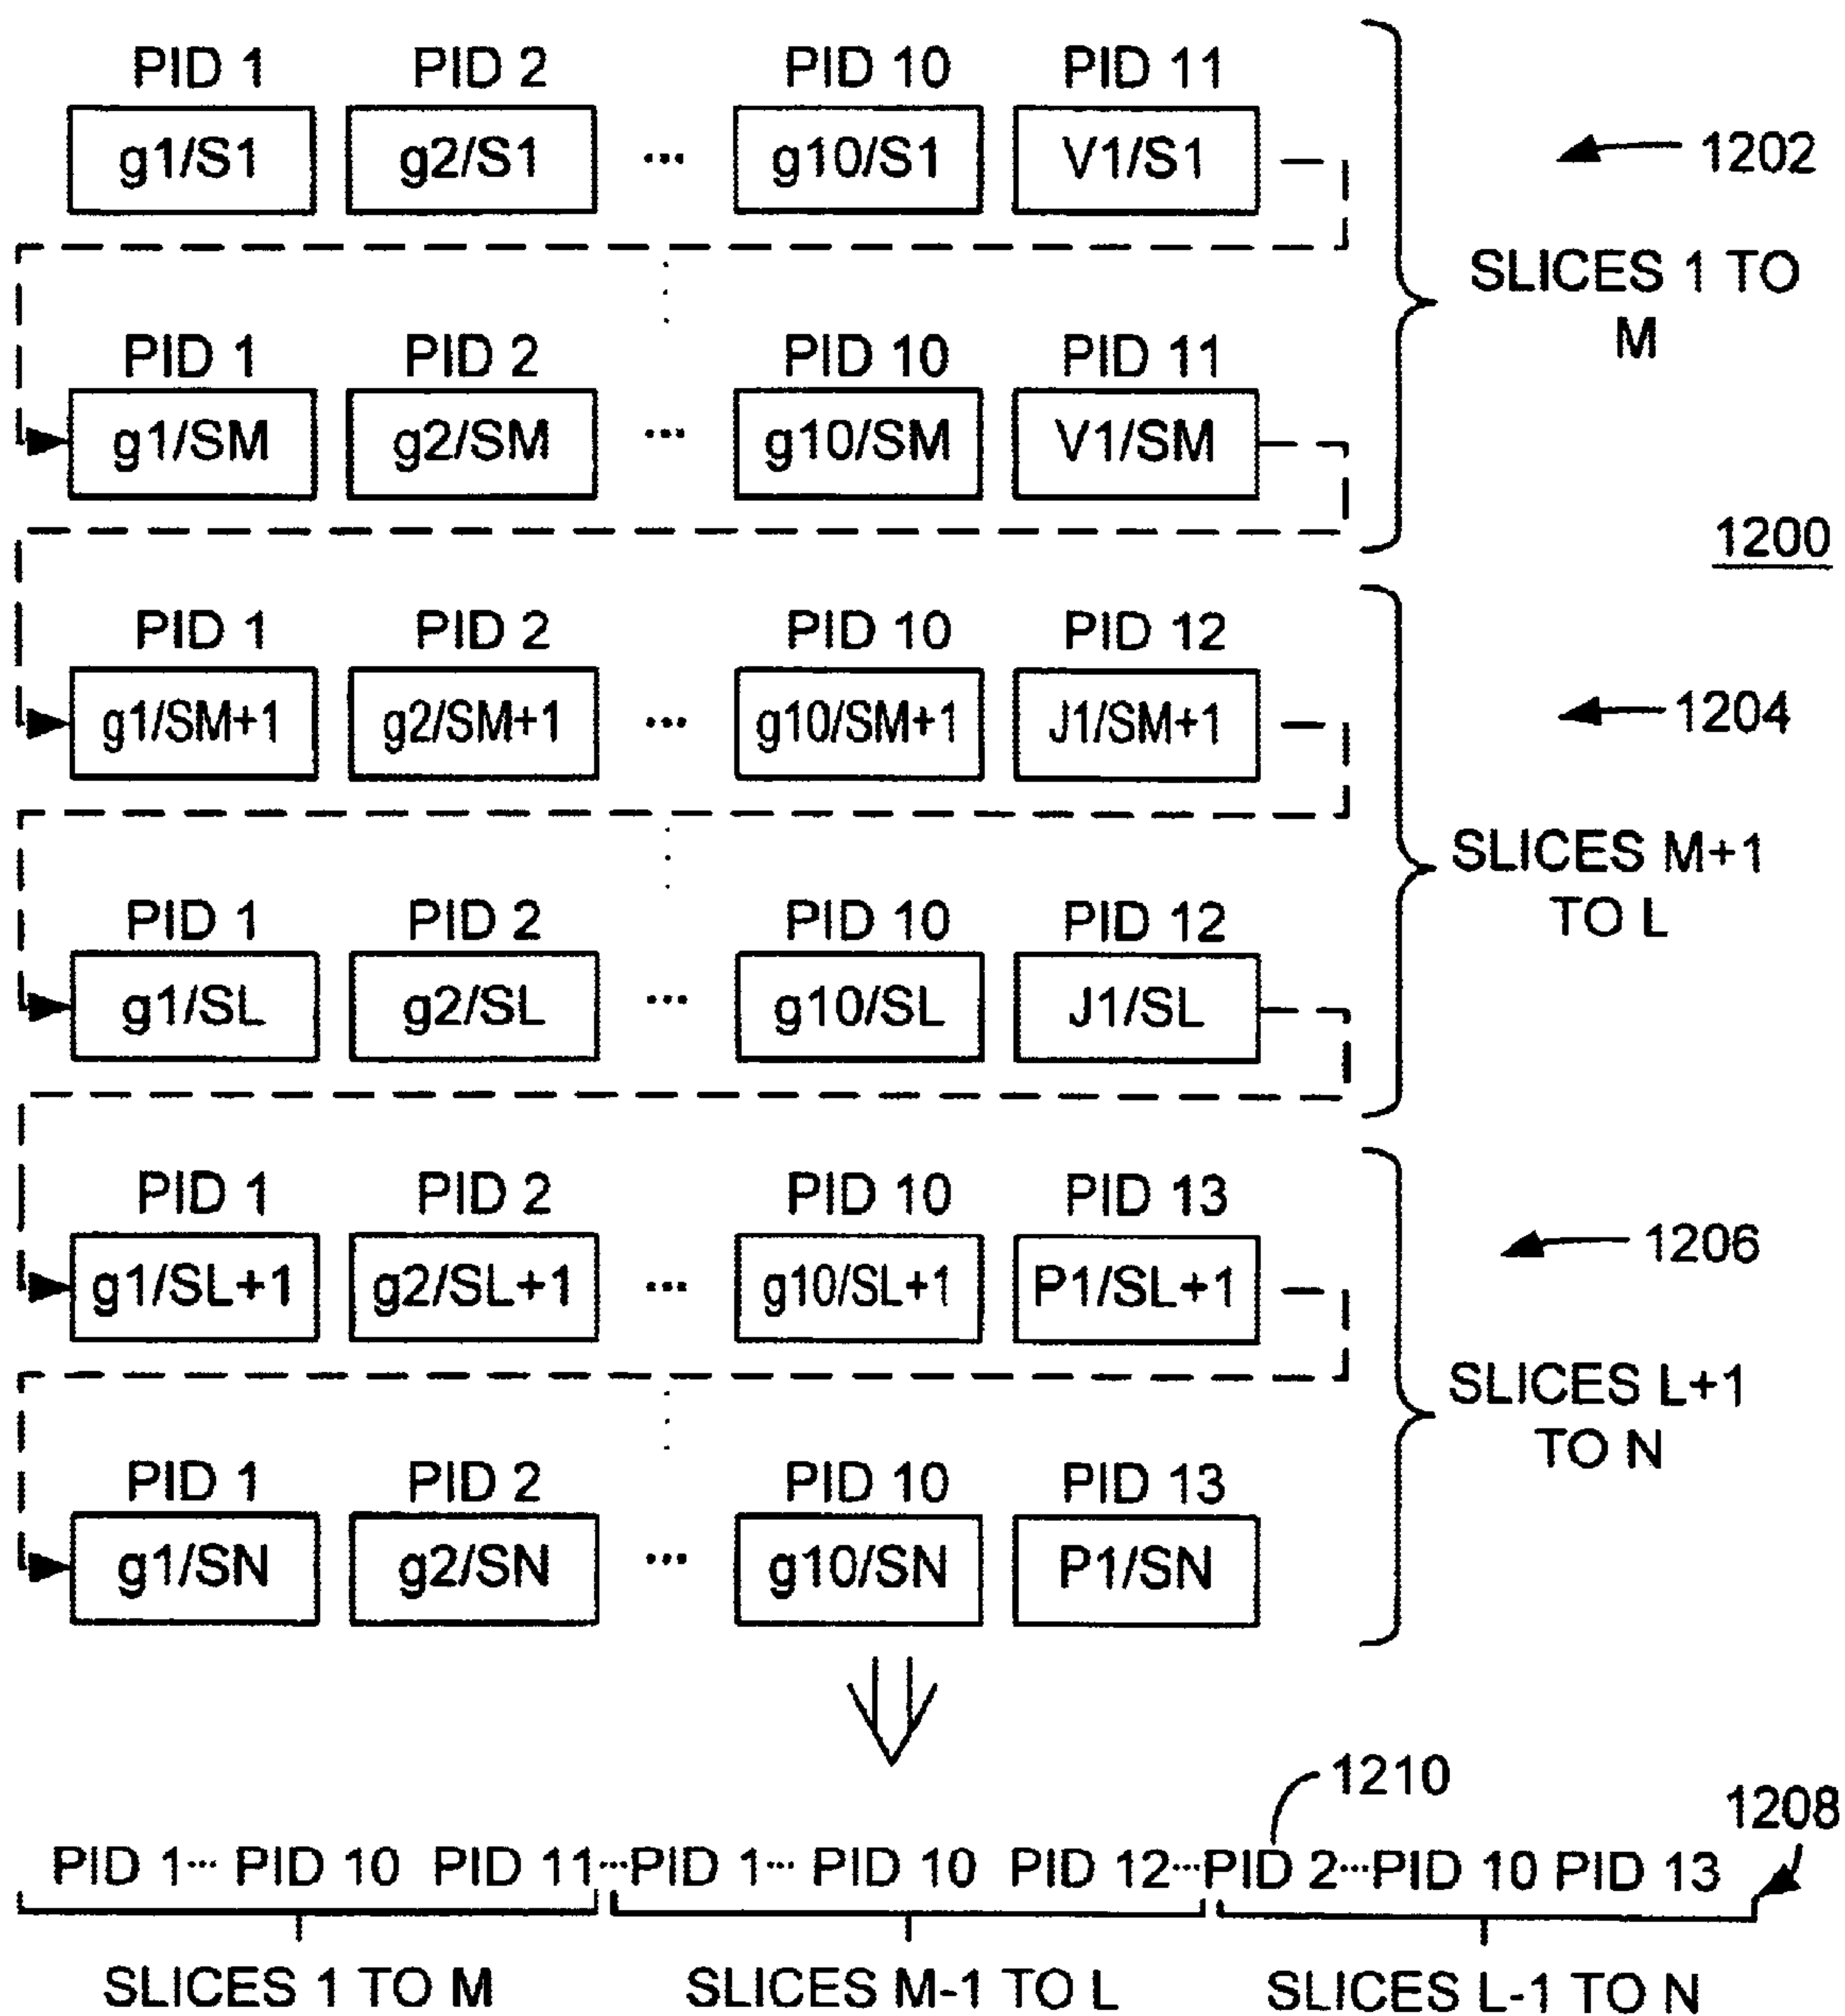 PID 1 PID 2 PID 10 PID 11
g1/S1 g2/S1 ... g10/S1 V1/S1
1202
SLICES 1 TO
M
PID 1 PID 2 PID 10 PID 11
g1/SM g2/SM ... g10/SM V1/SM
1200
PID 1 PID 2 PID 10 PID 12
g1/SM+1 g2/SM+1 ... g10/SM+1 J1/SM+1
1204
SLICES M+1
TO L
PID 1 PID 2 PID 10 PID 12
g1/SL g2/SL ... g10/SL J1/SL
PID 1 PID 2 PID 10 PID 13
g1/SL+1 g2/SL+1 ... g10/SL+1 P1/SL+1
1206
SLICES L+1
TO N
PID 1 PID 2 PID 10 PID 13
g1/SN g2/SN ... g10/SN P1/SN
1210
1208
PID 1... PID 10 PID 11...PID 1... PID 10 PID 12...PID 2...PID 10 PID 13
SLICES 1 TO M SLICES M-1 TO L SLICES L-1 TO N